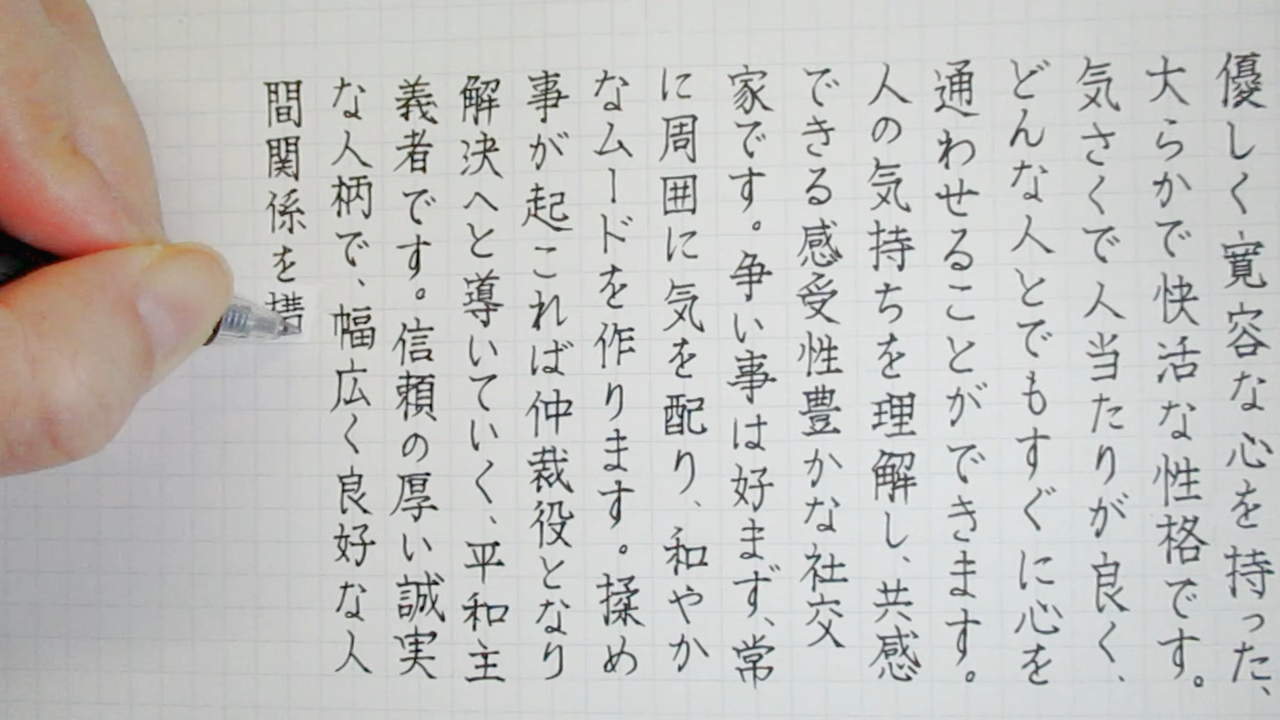 優しく寛容な心を持った、
大らかで快活な性格です。
気さくで人当たりが良く、
どんな人とでもすぐに心を
通わせることができます。
人の気持ちを理解し、共感
できる感受性豊かな社交
家です。争い事は好まず、常
に周囲に気を配り、和やか
なムードを作ります。揉め
事が起これば仲裁役となり
解決へと導いていく、平和主
義者です。信頼の厚い誠実
な人柄で、幅広く良好な人
間関係を